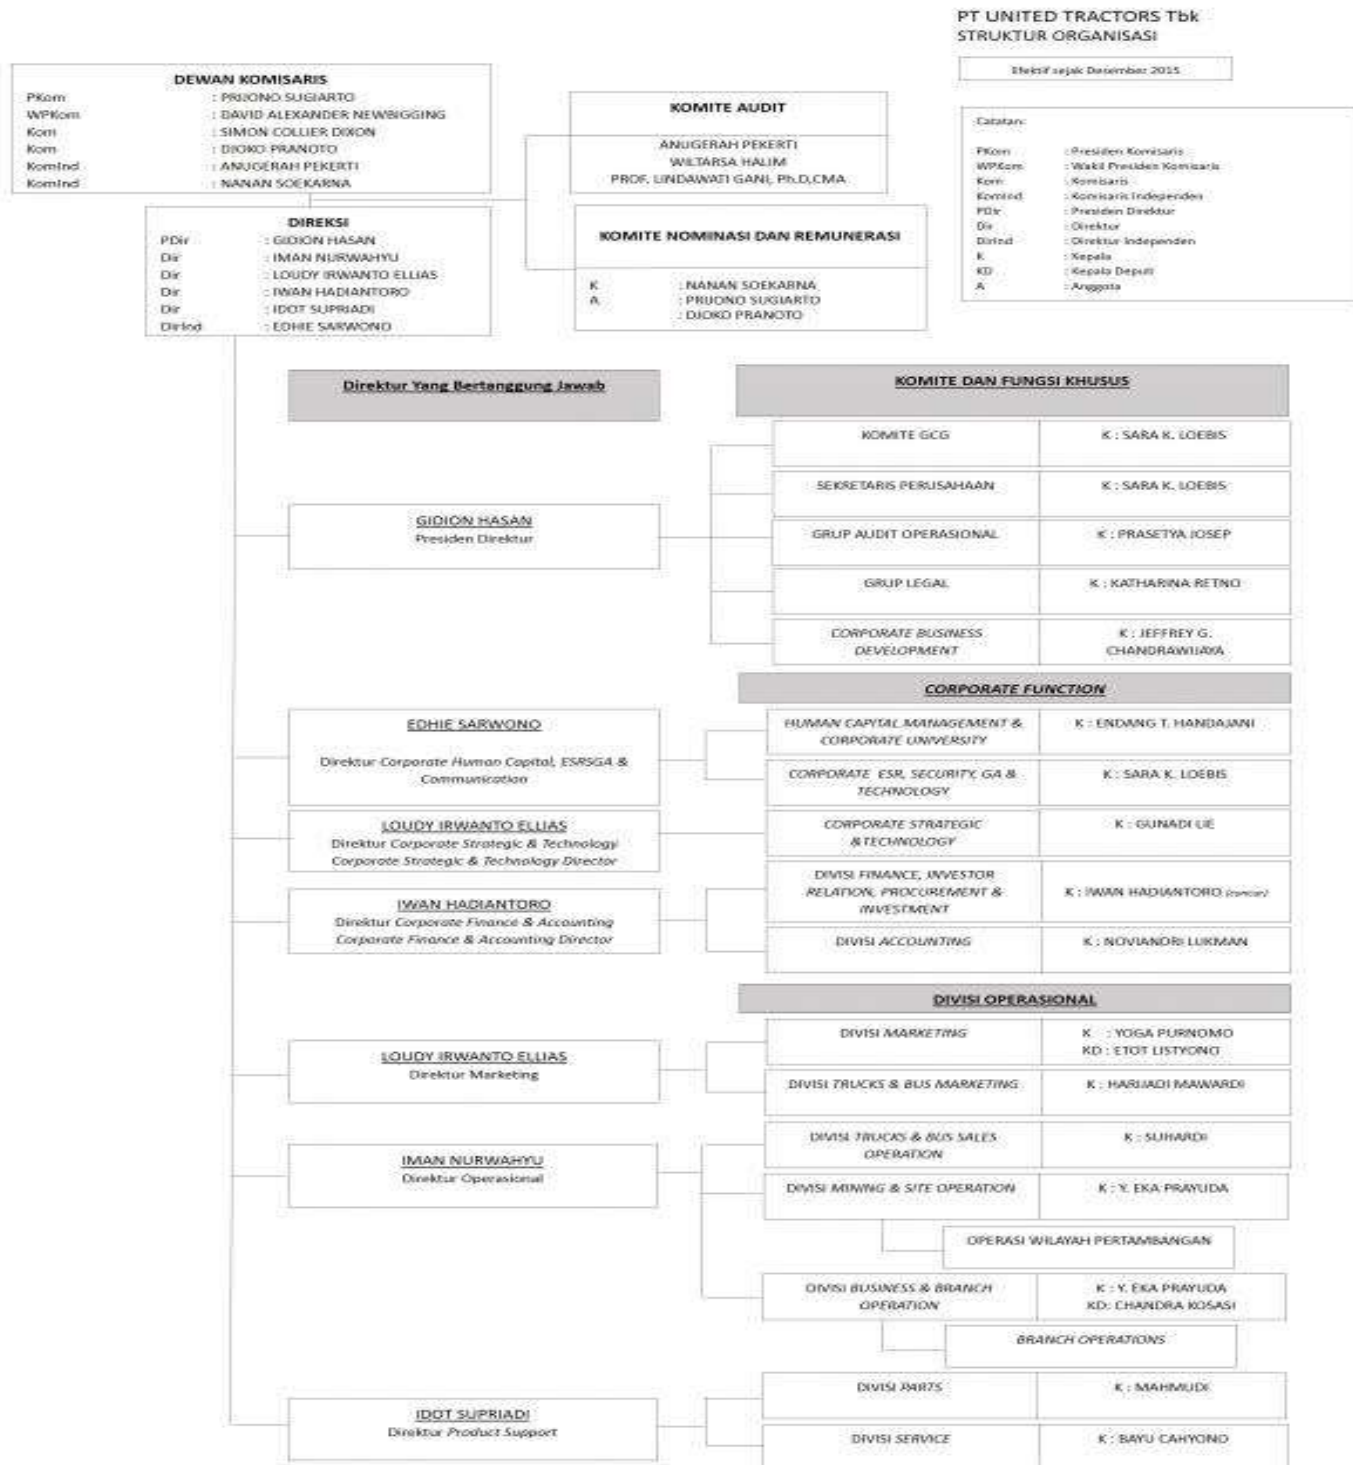 PT UNITED TRACTORS Tbk
STRUKTUR ORGANISASI
Efektif sejak Desember 2015
DEWAN KOMISARIS
PKom : PRIJONO SUGIARTO
WPKom : DAVID ALEXANDER NEWBIGGING
Kom : SIMON COLLIER DIXON
Kom : DJOKO PRANOTO
KomInd : ANUGERAH PEKERTI
KomInd : NANAN SOEKARNA
KOMITE AUDIT
ANUGERAH PEKERTI
WILTARSA HALIM
PROF. LINDAWATI GANI, Ph.D,CMA
Catatan:
PKom : Presiden Komisaris
WPKom : Wakil Presiden Komisaris
Kom : Komisaris
KomInd : Komisaris Independen
PDir : Presiden Direktur
Dir : Direktur
DirInd : Direktur Independen
K : Kepala
KD : Kepala Deputi
A : Anggota
DIREKSI
PDir : GIDION HASAN
Dir : IMAN NURWAHYU
Dir : LOUDY IRWANTO ELLIAS
Dir : IWAN HADIANTORO
Dir : IDOT SUPRIADI
DirInd : EDHIE SARWONO
KOMITE NOMINASI DAN REMUNERASI
K : NANAN SOEKARNA
A : PRIJONO SUGIARTO
: DJOKO PRANOTO
Direktur Yang Bertanggung Jawab
KOMITE DAN FUNGSI KHUSUS
GIDION HASAN
Presiden Direktur
KOMITE GCG
K : SARA K. LOEBIS
SEKRETARIS PERUSAHAAN
K : SARA K. LOEBIS
GRUP AUDIT OPERASIONAL
K : PRASETYA JOSEP
GRUP LEGAL
K : KATHARINA RETNO
CORPORATE BUSINESS
DEVELOPMENT
K : JEFFREY G.
CHANDRAWIJAYA
CORPORATE FUNCTION
EDHIE SARWONO
Direktur Corporate Human Capital, ESRSGA &
Communication
HUMAN CAPITAL MANAGEMENT &
CORPORATE UNIVERSITY
K : ENDANG T. HANDAJANI
CORPORATE ESR, SECURITY, GA &
TECHNOLOGY
K : SARA K. LOEBIS
LOUDY IRWANTO ELLIAS
Direktur Corporate Strategic & Technology
Corporate Strategic & Technology Director
CORPORATE STRATEGIC
&TECHNOLOGY
K : GUNADI LIE
IWAN HADIANTORO
Direktur Corporate Finance & Accounting
Corporate Finance & Accounting Director
DIVISI FINANCE, INVESTOR
RELATION, PROCUREMENT &
INVESTMENT
K : IWAN HADIANTORO
DIVISI ACCOUNTING
K : NOVIANDRI LUKMAN
DIVISI OPERASIONAL
LOUDY IRWANTO ELLIAS
Direktur Marketing
DIVISI MARKETING
K : YOGA PURNOMO
KD : ETOT LISTYONO
DIVISI TRUCKS & BUS MARKETING
K : HARIJADI MAWARDI
IMAN NURWAHYU
Direktur Operasional
DIVISI TRUCKS & BUS SALES
OPERATION
K : SUHARDI
DIVISI MINING & SITE OPERATION
K : Y. EKA PRAYUDA
OPERASI WILAYAH PERTAMBANGAN
DIVISI BUSINESS & BRANCH
OPERATION
K : Y. EKA PRAYUDA
KD: CHANDRA KOSASI
BRANCH OPERATIONS
IDOT SUPRIADI
Direktur Product Support
DIVISI PARTS
K : MAHMUDI
DIVISI SERVICE
K : BAYU CAHYONO